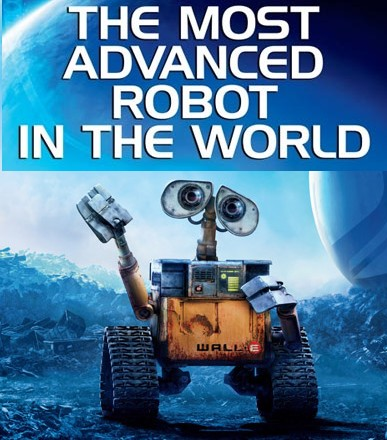 THE MOST
ADVANCED
ROBOT
IN THE WORLD
WALL•E